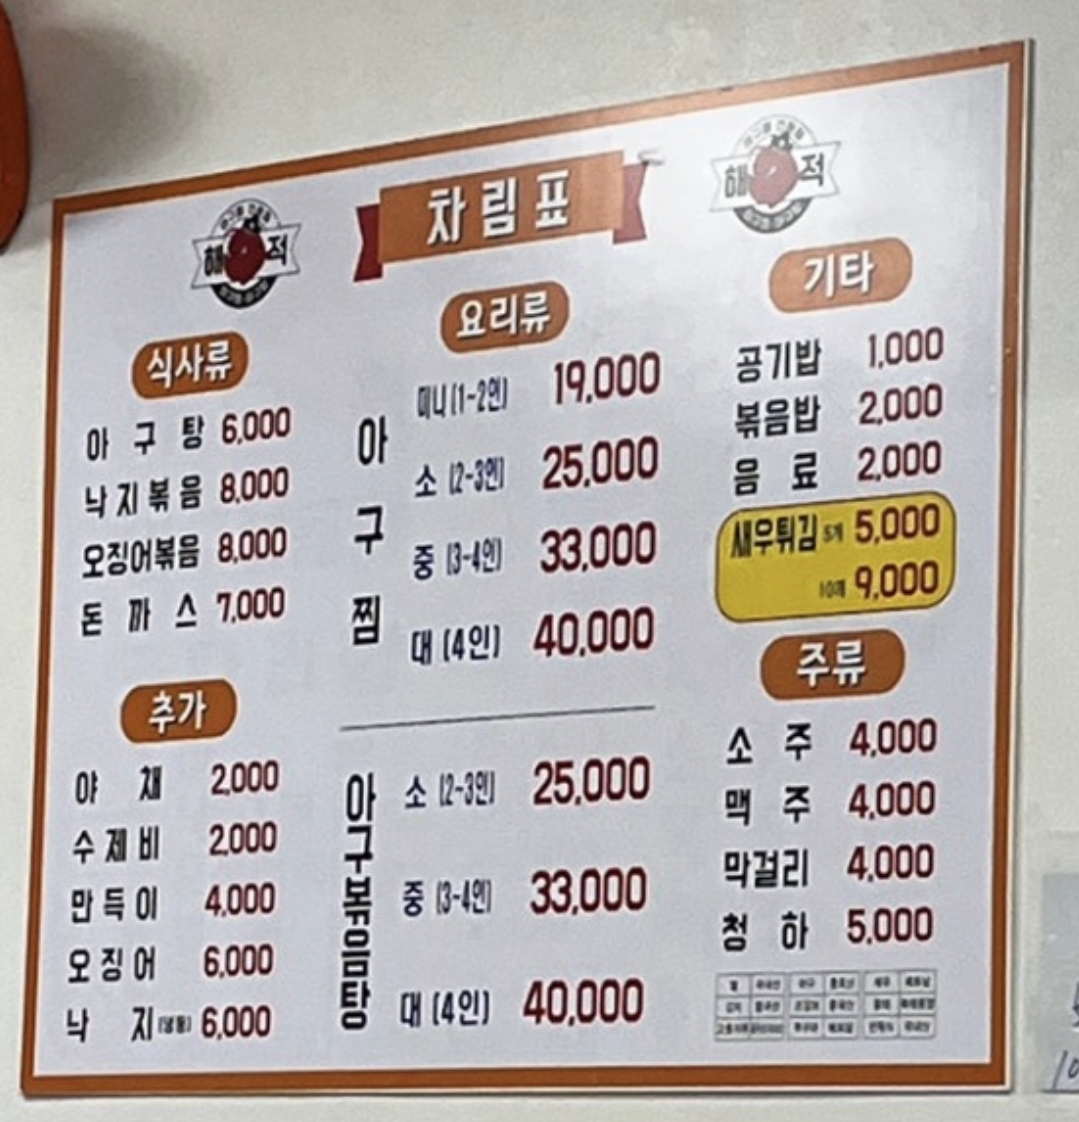 차림표
해적
해적
식사류
아구탕 6,000
낙지볶음 8,000
오징어볶음 8,000
돈까스 7,000
추가
야채 2,000
수제비 2,000
만득이 4,000
오징어 6,000
낙지(냉동) 6,000
요리류
아구찜
미니(1-2인) 19,000
소(2-3인) 25,000
중(3-4인) 33,000
대(4인) 40,000
아구볶음탕
소(2-3인) 25,000
중(3-4인) 33,000
대(4인) 40,000
기타
공기밥 1,000
볶음밥 2,000
음료 2,000
새우튀김 5개 5,000
10개 9,000
주류
소주 4,000
맥주 4,000
막걸리 4,000
청하 5,000